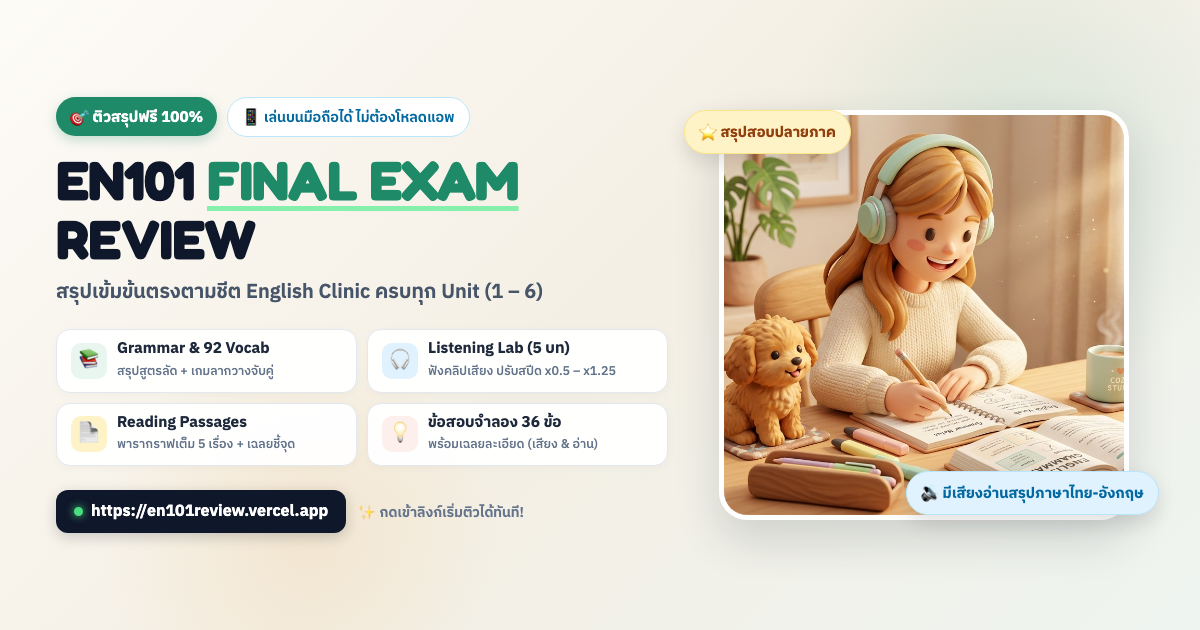 ติวสรุปฟรี 100%
เล่นบนมือถือได้ ไม่ต้องโหลดแอพ
EN101 FINAL EXAM
REVIEW
สรุปเข้มข้นตรงตามชีต English Clinic ครบทุก Unit (1 – 6)
Grammar & 92 Vocab
สรุปสูตรลัด + เกมลากวางจับคู่
Listening Lab (5 บท)
ฟังคลิปเสียง ปรับสปีด x0.5 – x1.25
Reading Passages
พารากราฟเต็ม 5 เรื่อง + เฉลยชี้จุด
ข้อสอบจำลอง 36 ข้อ
พร้อมเฉลยละเอียด (เสียง & อ่าน)
https://en101review.vercel.app
✨ กดเข้าลิงก์เริ่มติวได้ทันที!
สรุปสอบปลายภาค
มีเสียงอ่านสรุปภาษาไทย-อังกฤษ